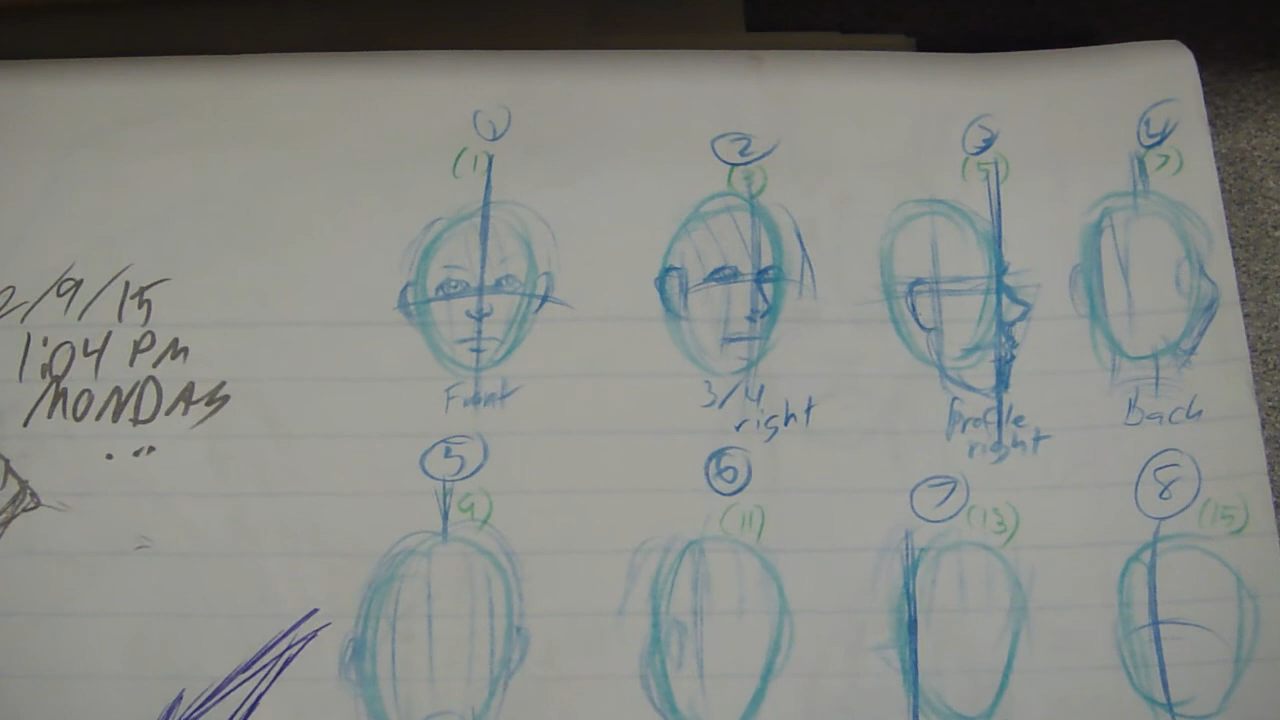 2/9/15
1:04 PM
MONDAY
...
1
(1)
Front
2
(3)
3/4
right
3
(5)
Profile
right
4
(7)
Back
5
(9)
6
(11)
7
(13)
8
(15)